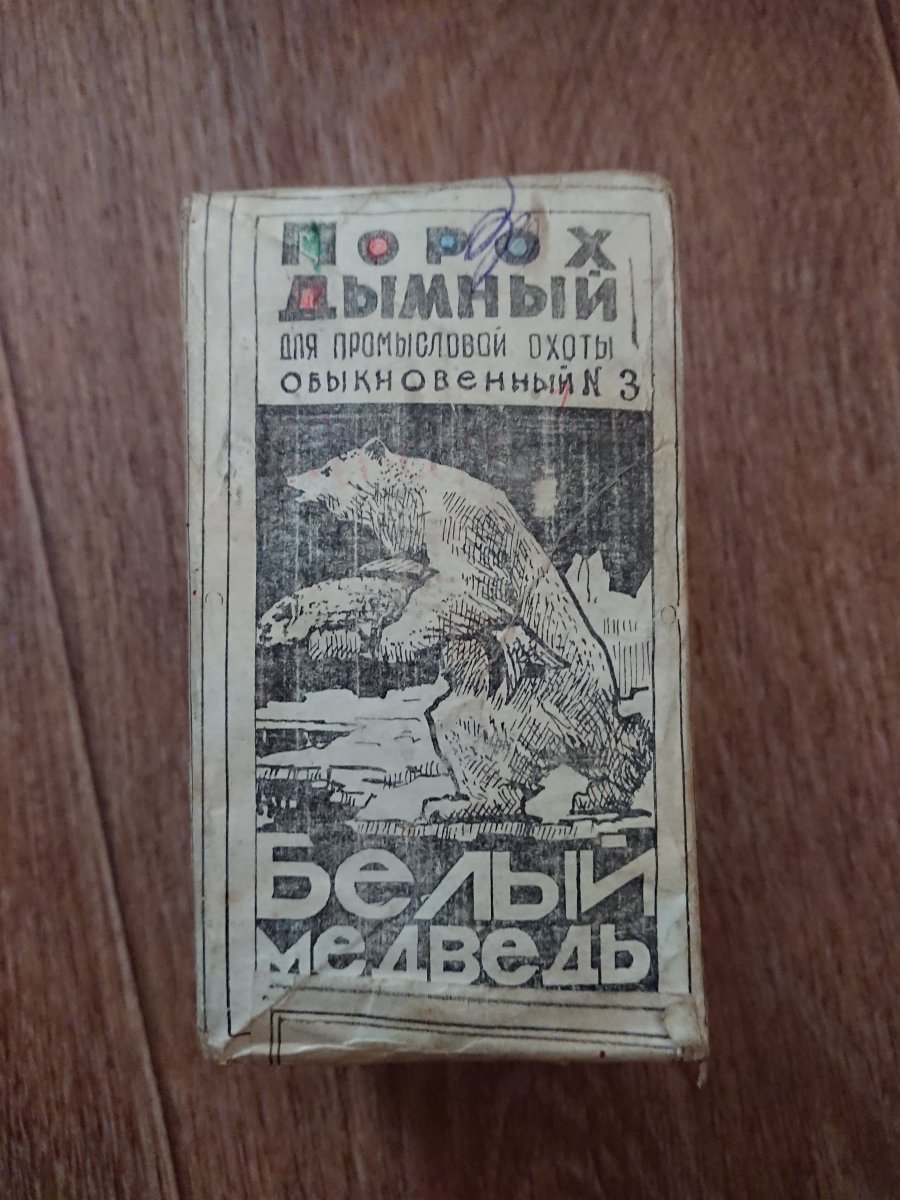 Порох
дымный
для промысловой охоты
обыкновенный N 3
Белый
медведь